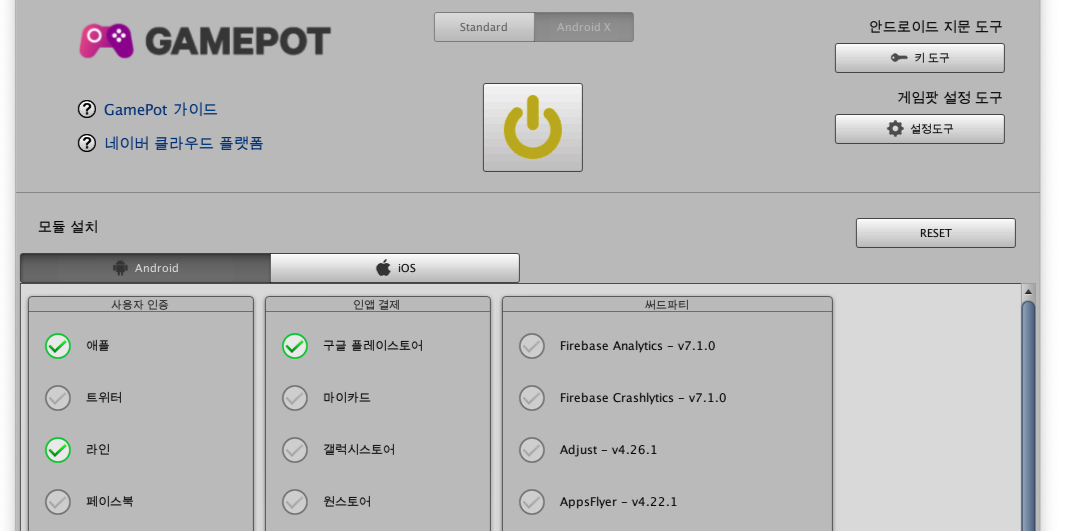 GAMEPOT
Standard
Android X
안드로이드 지문 도구
키 도구
GamePot 가이드
네이버 클라우드 플랫폼
게임팟 설정 도구
설정도구
모듈 설치
RESET
Android
iOS
사용자 인증
인앱 결제
써드파티
애플
구글 플레이스토어
Firebase Analytics – v7.1.0
트위터
마이카드
Firebase Crashlytics – v7.1.0
라인
갤럭시스토어
Adjust – v4.26.1
페이스북
원스토어
AppsFlyer – v4.22.1